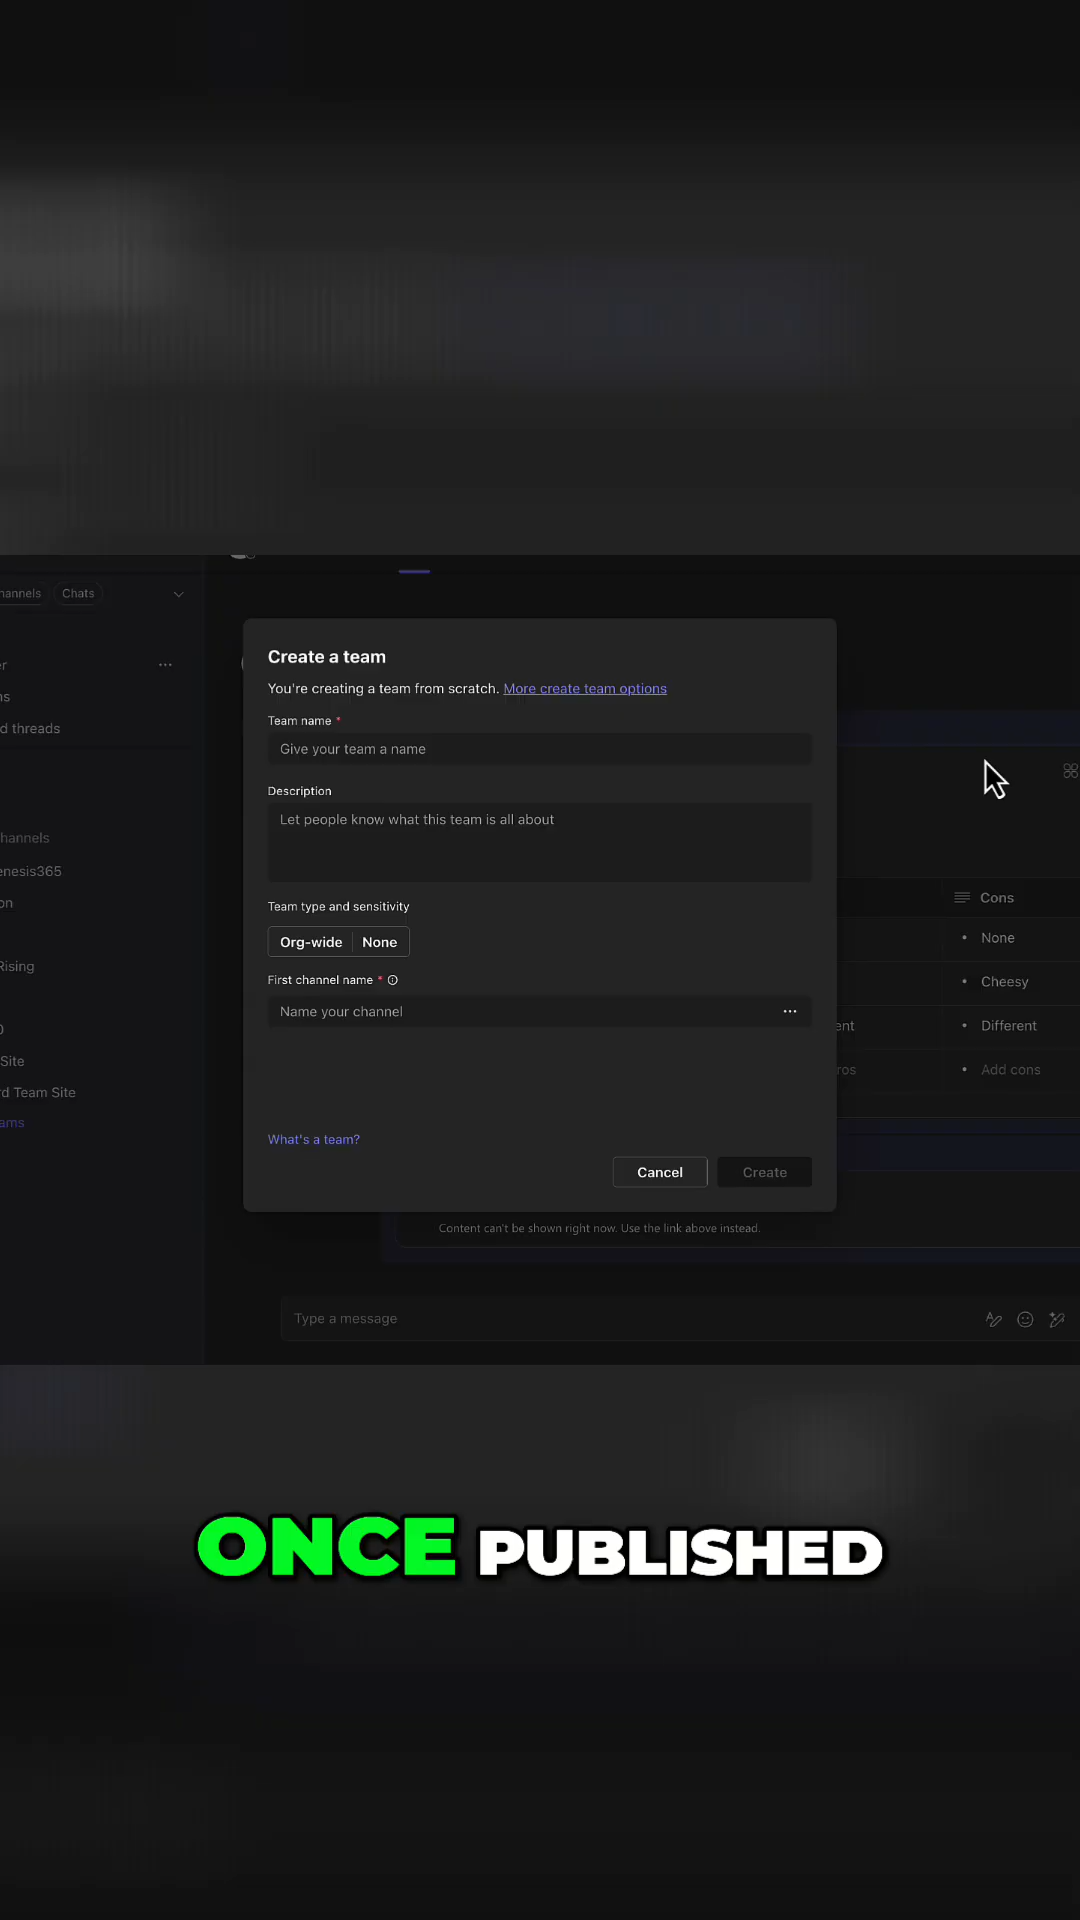 hannels Chats
er
ns
d threads
hannels
enesis365
on
Rising
O
Site
rd Team Site
ams
Create a team
You're creating a team from scratch. More create team options
Team name *
Give your team a name
Description
Let people know what this team is all about
Team type and sensitivity
Org-wide None
First channel name *
Name your channel
What's a team?
Cancel Create
Cons
None
Cheesy
ent Different
ros Add cons
Content can't be shown right now. Use the link above instead.
Type a message
ONCE PUBLISHED